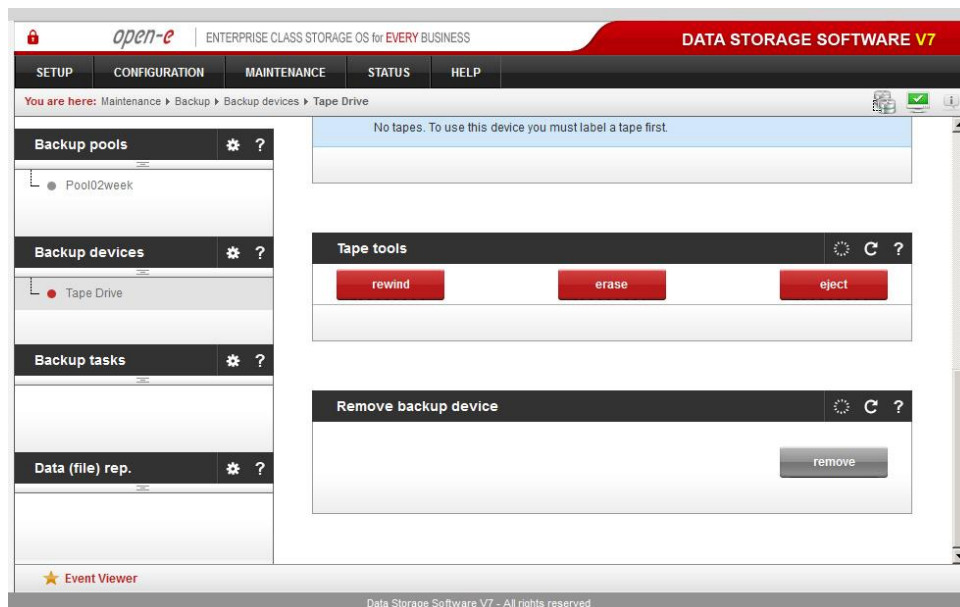 open-e ENTERPRISE CLASS STORAGE OS for EVERY BUSINESS DATA STORAGE SOFTWARE V7
SETUP CONFIGURATION MAINTENANCE STATUS HELP
You are here: Maintenance Backup Backup devices Tape Drive
Backup pools ?
Pool02week
Backup devices ?
Tape Drive
Backup tasks ?
Data (file) rep. ?
No tapes. To use this device you must label a tape first.
Tape tools ?
rewind erase eject
Remove backup device ?
remove
Event Viewer
Data Storage Software V7 - All rights reserved